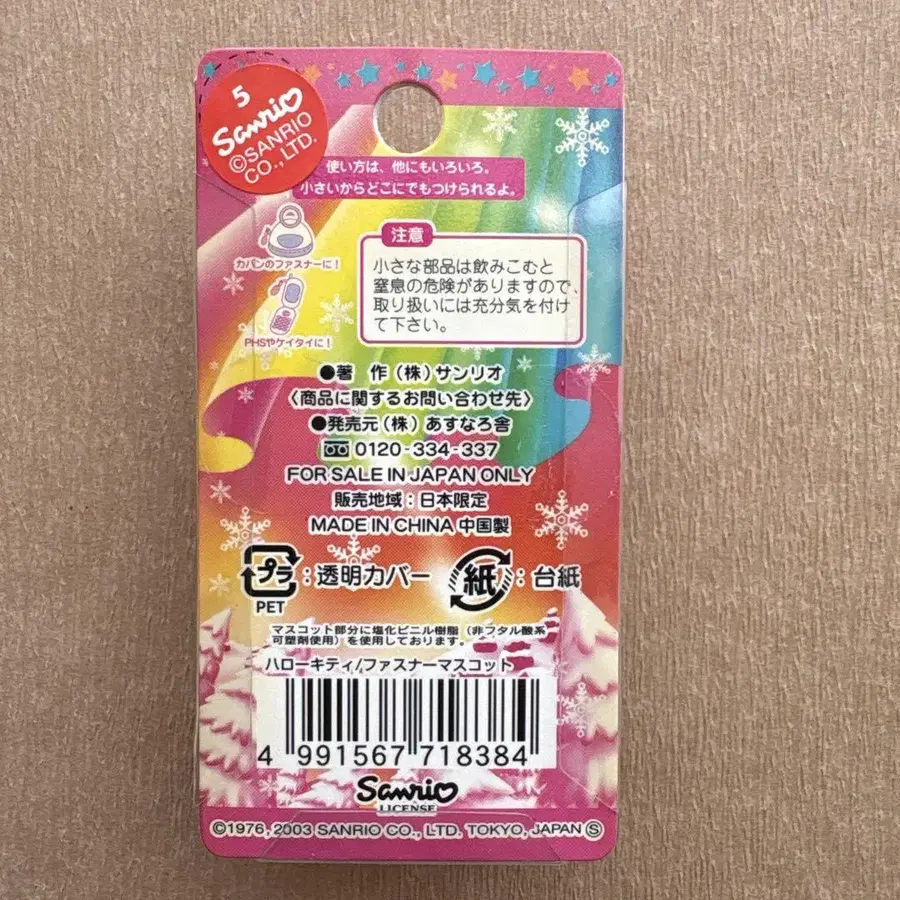 5
Sanrio
©SANRIO
CO., LTD.
使い方は、他にもいろいろ。
小さいからどこにでもつけられるよ。
カバンのファスナーに!
PHSやケイタイに!
注意
小さな部品は飲みこむと
窒息の危険がありますので、
取り扱いには充分気を付け
て下さい。
●著 作(株)サンリオ
〈商品に関するお問い合わせ先〉
●発売元(株)あすなろ舎
0120-334-337
FOR SALE IN JAPAN ONLY
販売地域:日本限定
MADE IN CHINA 中国製
プラ:透明カバー 紙:台紙
PET
マスコット部分に塩化ビニル樹脂(非フタル酸系
可塑剤使用)を使用しております。
ハローキティ/ファスナーマスコット
4 991567 718384
Sanrio
LICENSE
©1976, 2003 SANRIO CO., LTD. TOKYO, JAPAN Ⓢ